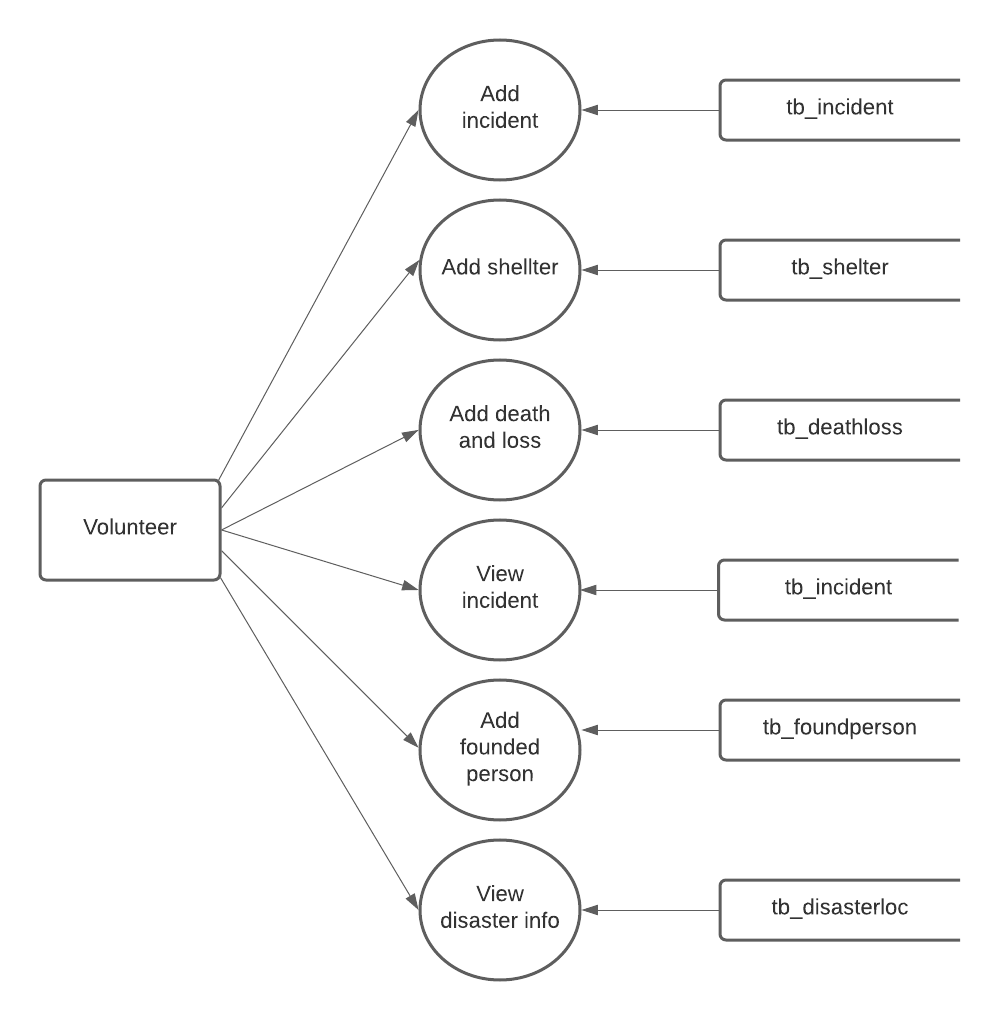 Add
incident
tb_incident
Add shellter
tb_shelter
Add death
and loss
tb_deathloss
Volunteer
View
incident
tb_incident
Add
founded
person
tb_foundperson
View
disaster info
tb_disasterloc